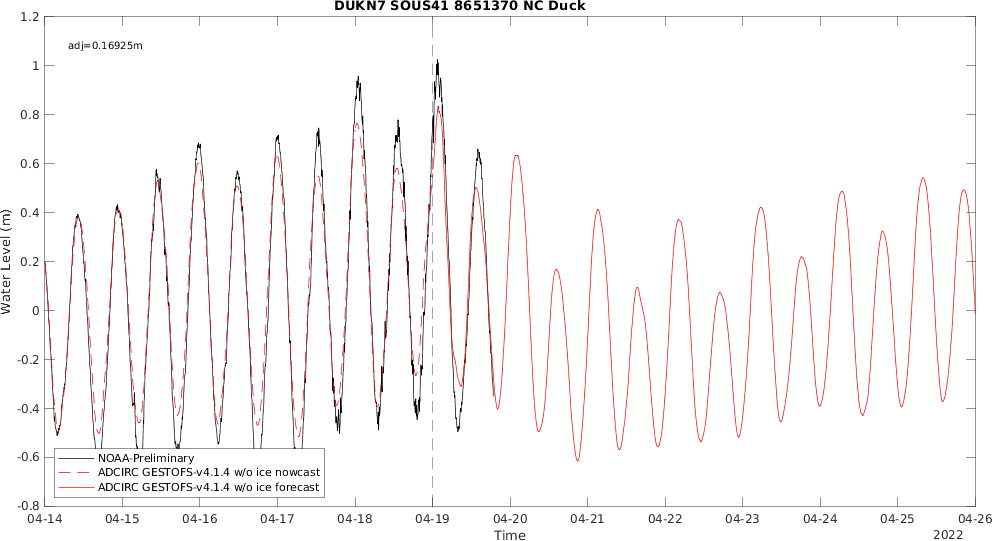 DUKN7 SOUS41 8651370 NC Duck
adj=0.16925m
1.2
1
0.8
0.6
0.4
0.2
0
-0.2
-0.4
-0.6
-0.8
Water Level (m)
NOAA-Preliminary
ADCIRC GESTOFS-v4.1.4 w/o ice nowcast
ADCIRC GESTOFS-v4.1.4 w/o ice forecast
04-14 04-15 04-16 04-17 04-18 04-19 04-20 04-21 04-22 04-23 04-24 04-25 04-26
Time
2022